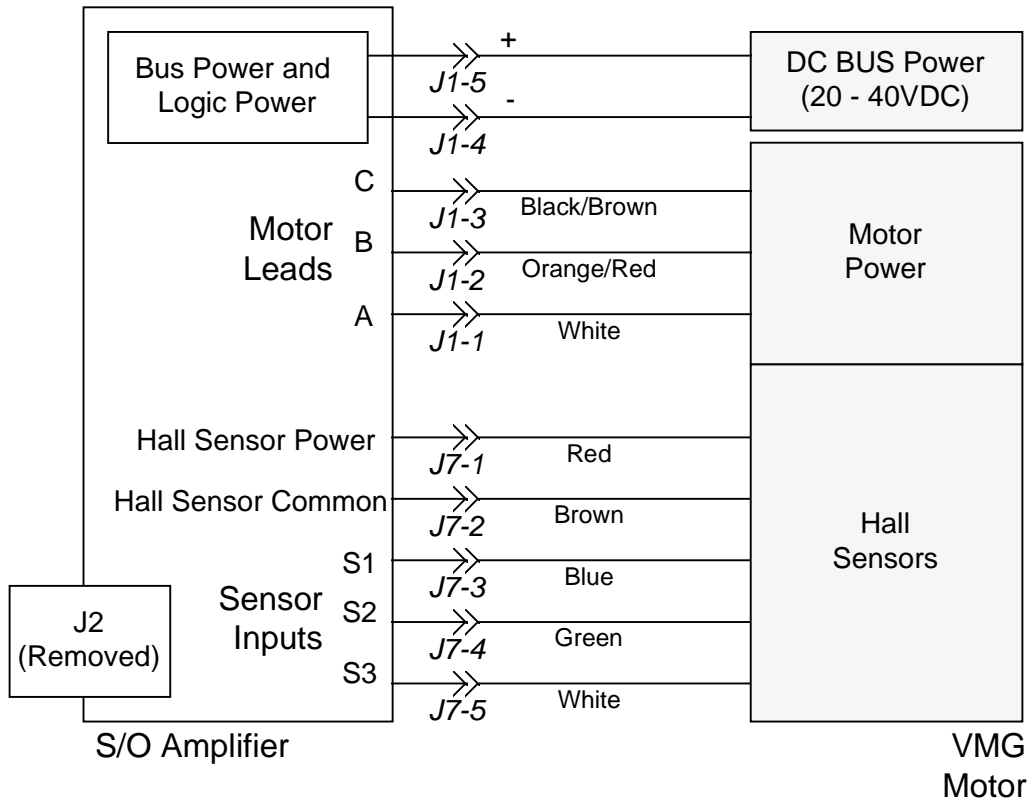 Bus Power and
Logic Power
+
J1-5
-
J1-4
DC BUS Power
(20 - 40VDC)
Motor
Leads
C
J1-3
Black/Brown
B
J1-2
Orange/Red
A
J1-1
White
Motor
Power
Hall Sensor Power
J7-1
Red
Hall Sensor Common
J7-2
Brown
Sensor
Inputs
S1
J7-3
Blue
S2
J7-4
Green
S3
J7-5
White
Hall
Sensors
J2
(Removed)
S/O Amplifier
VMG
Motor